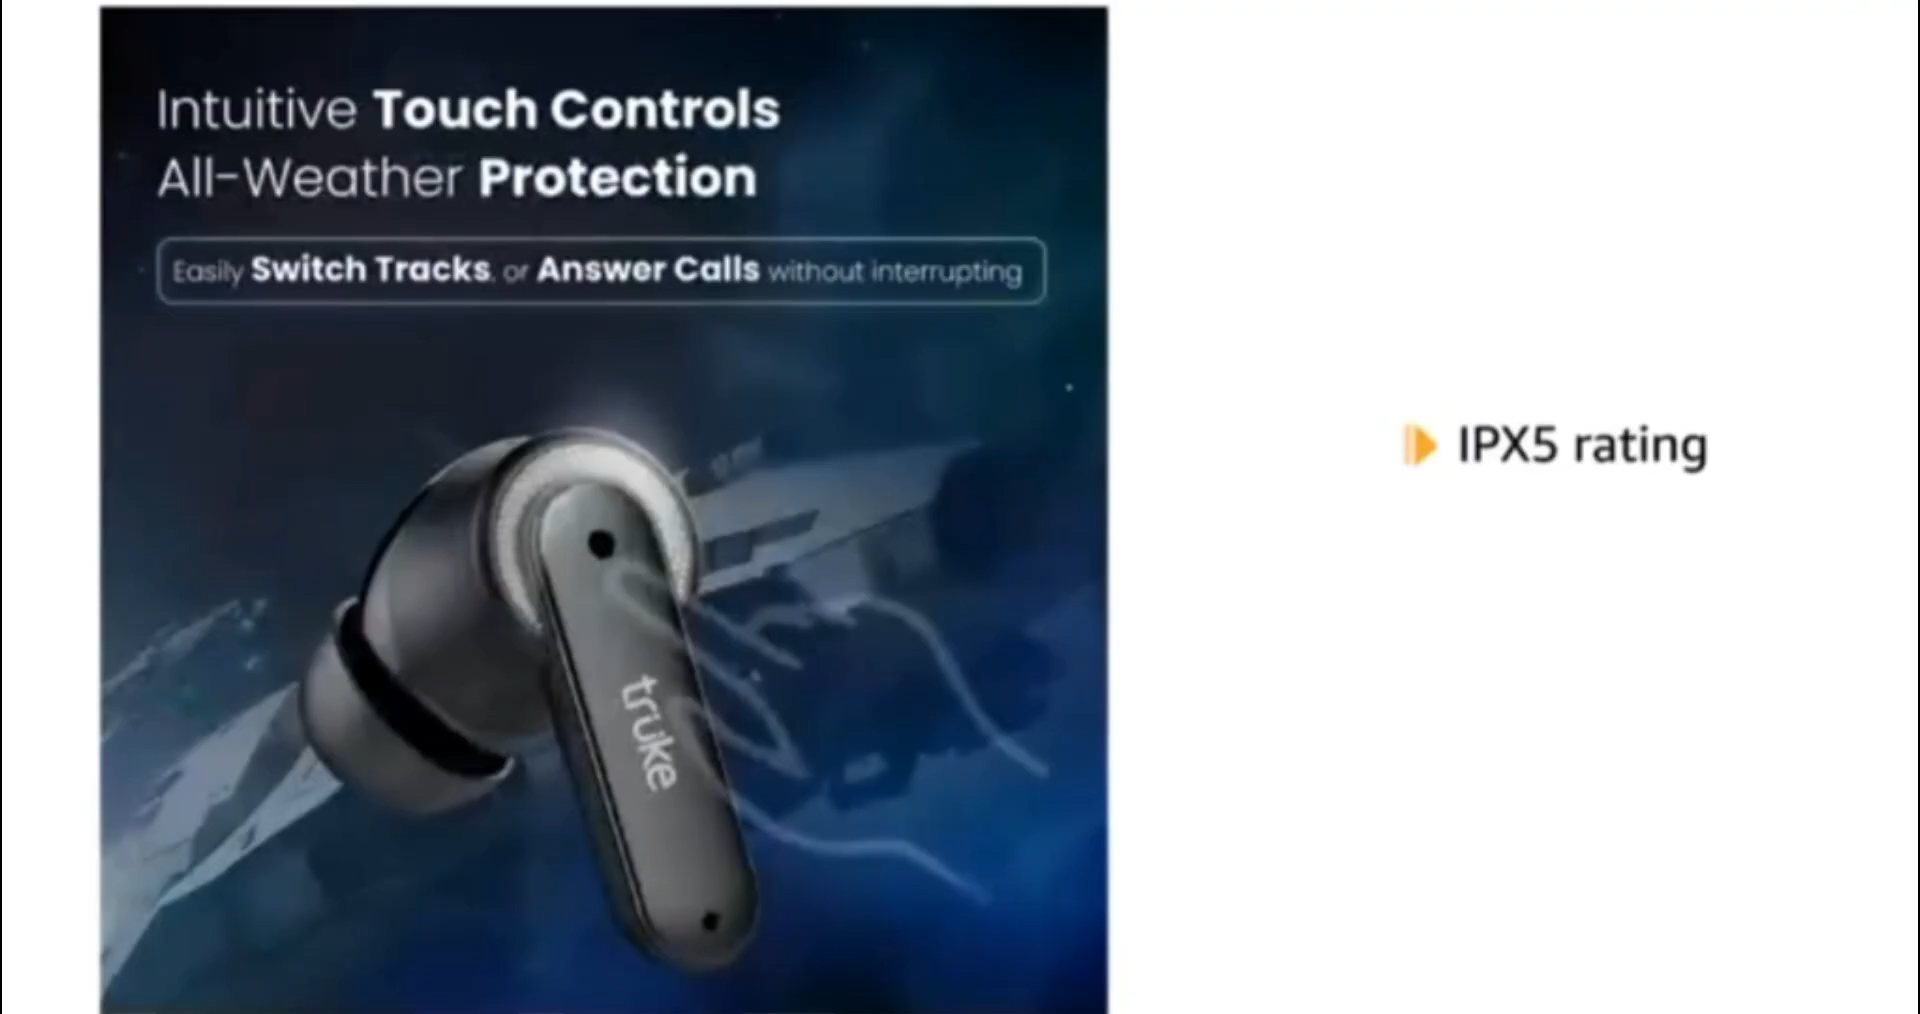 Intuitive Touch Controls
All-Weather Protection
Easily Switch Tracks, or Answer Calls without interrupting
truke
IPX5 rating